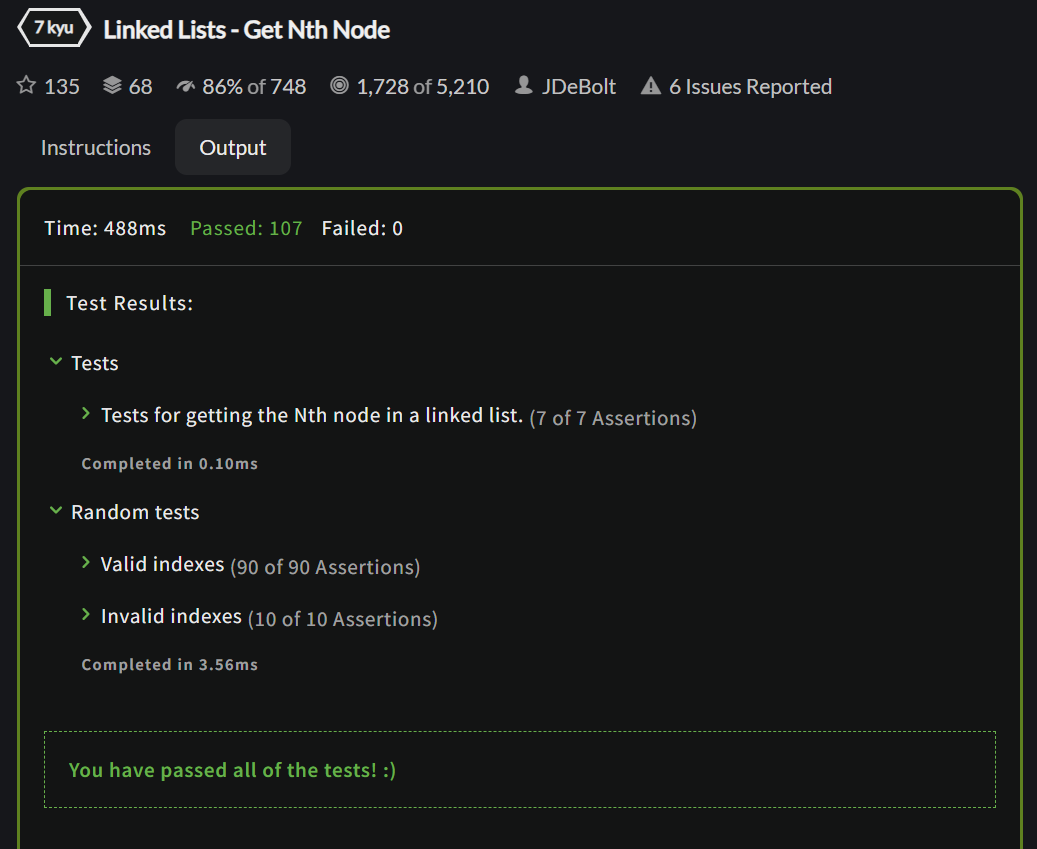 7 kyu Linked Lists - Get Nth Node
135 68 86% of 748 1,728 of 5,210 JDeBolt 6 Issues Reported
Instructions Output
Time: 488ms Passed: 107 Failed: 0
Test Results:
Tests
Tests for getting the Nth node in a linked list. (7 of 7 Assertions)
Completed in 0.10ms
Random tests
Valid indexes (90 of 90 Assertions)
Invalid indexes (10 of 10 Assertions)
Completed in 3.56ms
You have passed all of the tests! :)